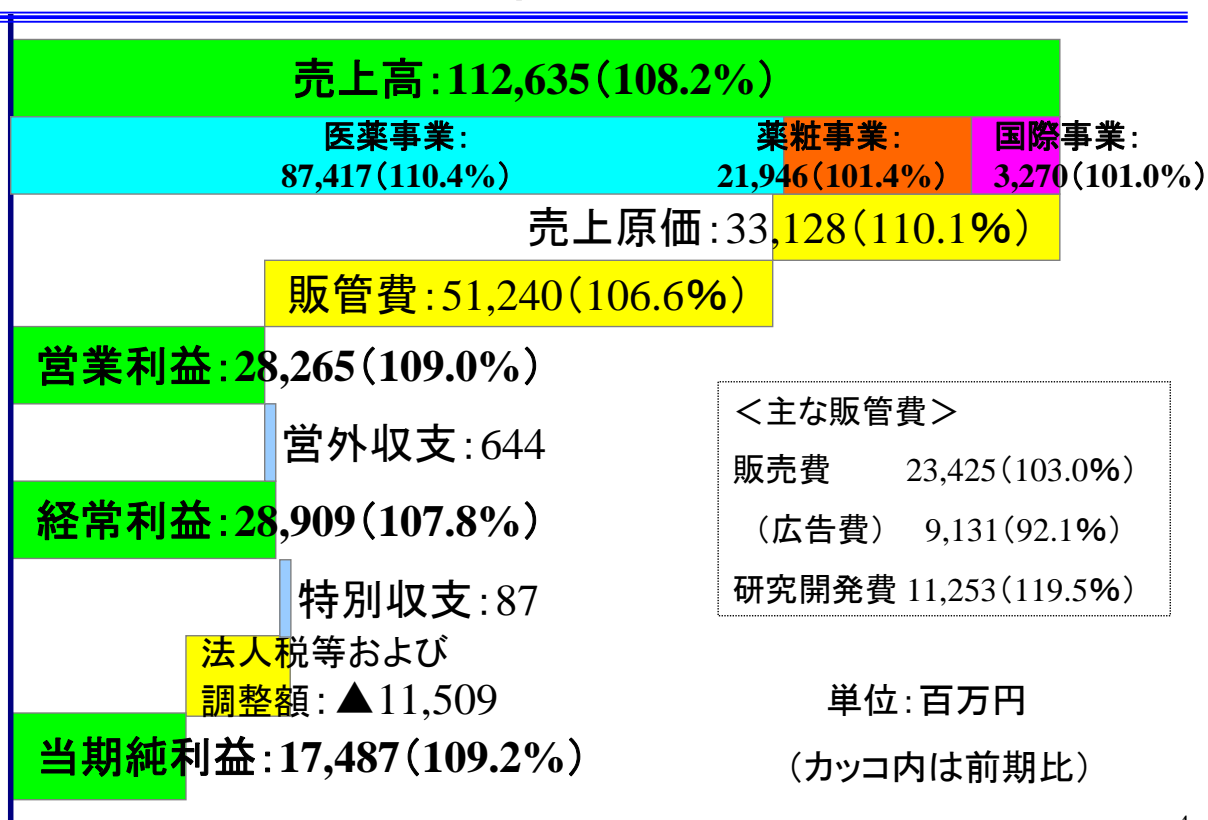 売上高:112,635(108.2%)
医薬事業: 薬粧事業: 国際事業:
87,417(110.4%) 21,946(101.4%) 3,270(101.0%)
売上原価:33,128(110.1%)
販管費:51,240(106.6%)
営業利益:28,265(109.0%)
営外収支:644
経常利益:28,909(107.8%)
特別収支:87
法人税等および
調整額:▲11,509
当期純利益:17,487(109.2%)
<主な販管費>
販売費 23,425(103.0%)
(広告費) 9,131(92.1%)
研究開発費 11,253(119.5%)
単位:百万円
(カッコ内は前期比)